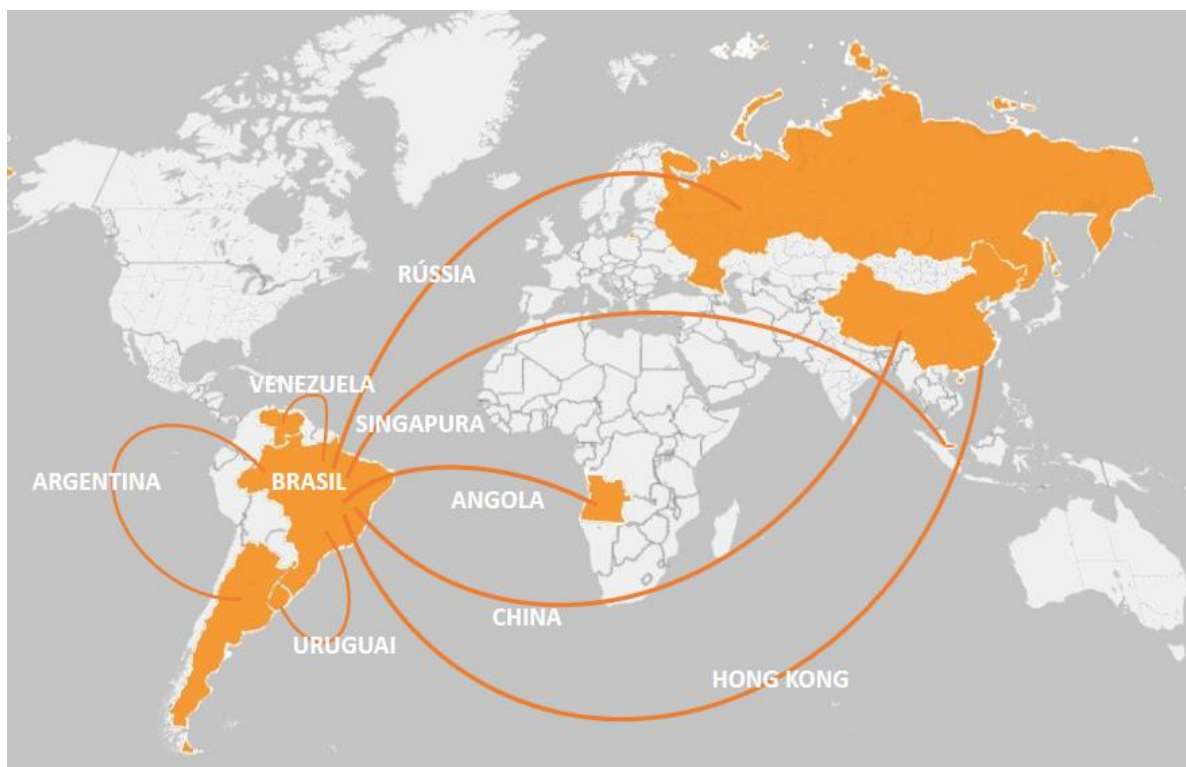 RÚSSIA
VENEZUELA
SINGAPURA
ARGENTINA
BRASIL
ANGOLA
CHINA
URUGUAI
HONG KONG